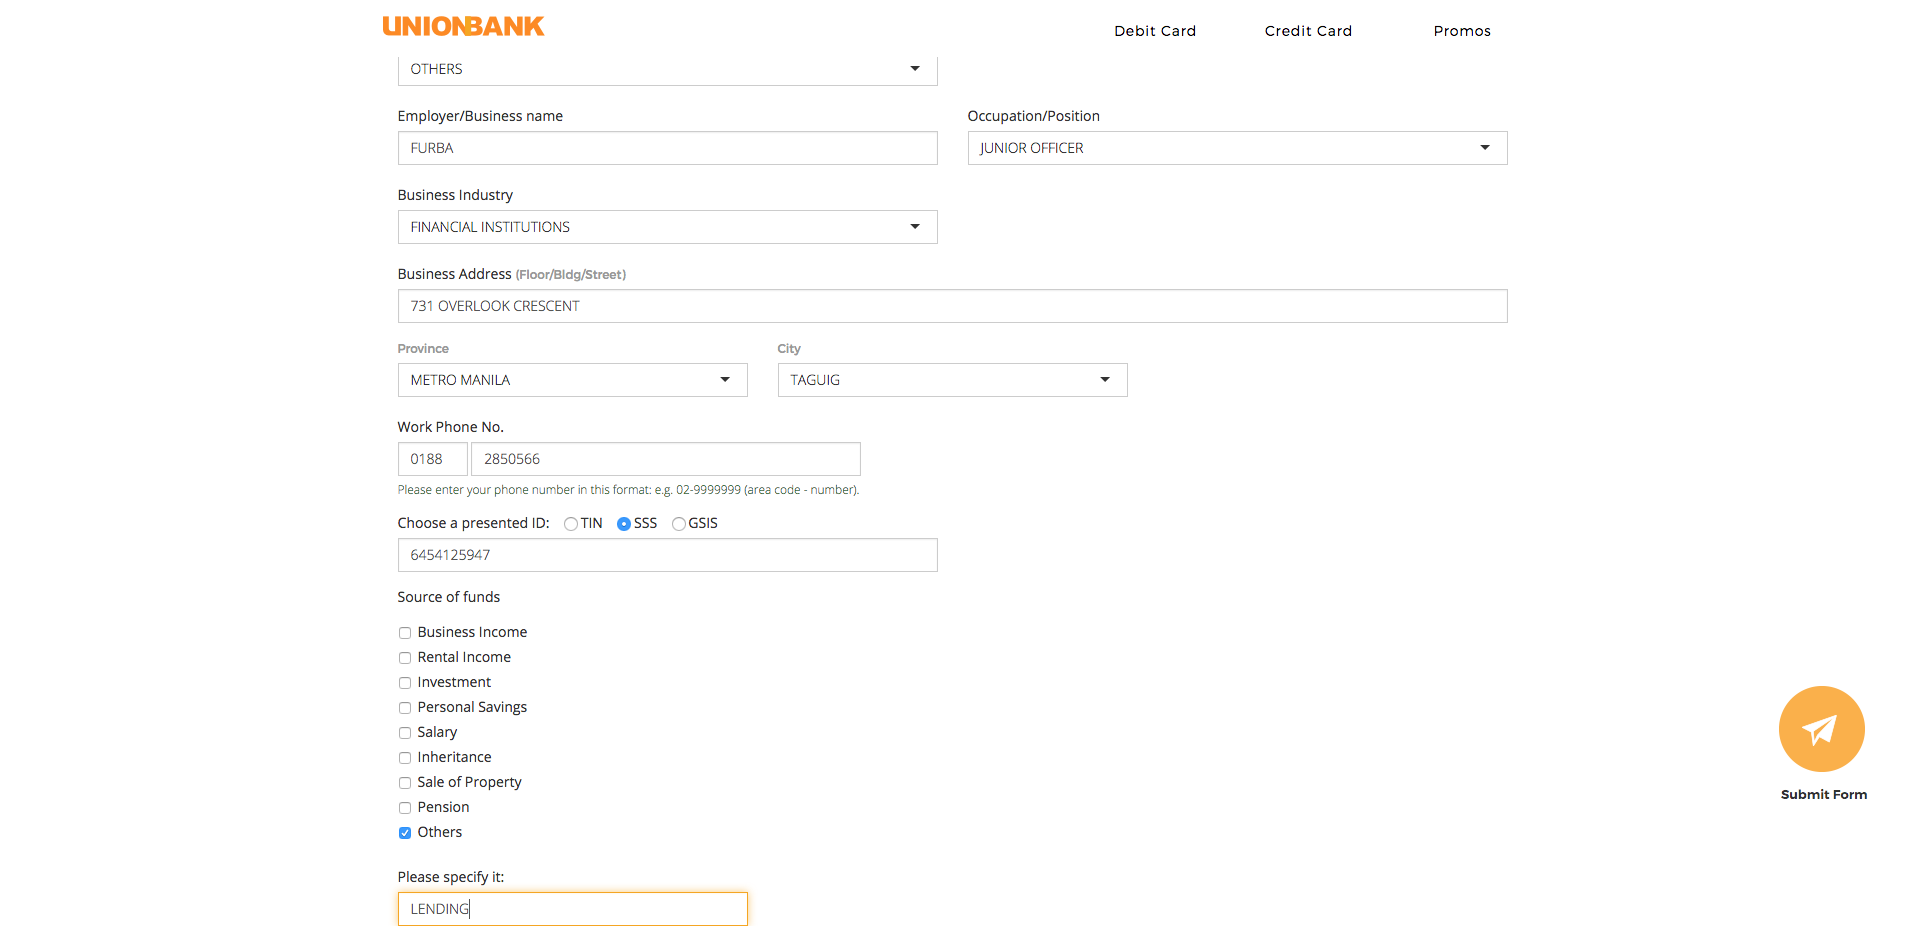 UNIONBANK
Debit Card Credit Card Promos
OTHERS
Employer/Business name Occupation/Position
FURBA JUNIOR OFFICER
Business Industry
FINANCIAL INSTITUTIONS
Business Address (Floor/Bldg/Street)
731 OVERLOOK CRESCENT
Province City
METRO MANILA TAGUIG
Work Phone No.
0188 2850566
Please enter your phone number in this format: e.g. 02-9999999 (area code - number).
Choose a presented ID: TIN SSS GSIS
6454125947
Source of funds
Business Income
Rental Income
Investment
Personal Savings
Salary
Inheritance
Sale of Property
Pension
Others
Please specify it:
LENDING
Submit Form